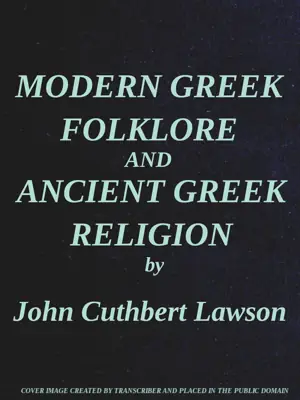 MODERN GREEK
FOLKLORE
AND
ANCIENT GREEK
RELIGION
by
John Cuthbert Lawson
COVER IMAGE CREATED BY TRANSCRIBER AND PLACED IN THE PUBLIC DOMAIN